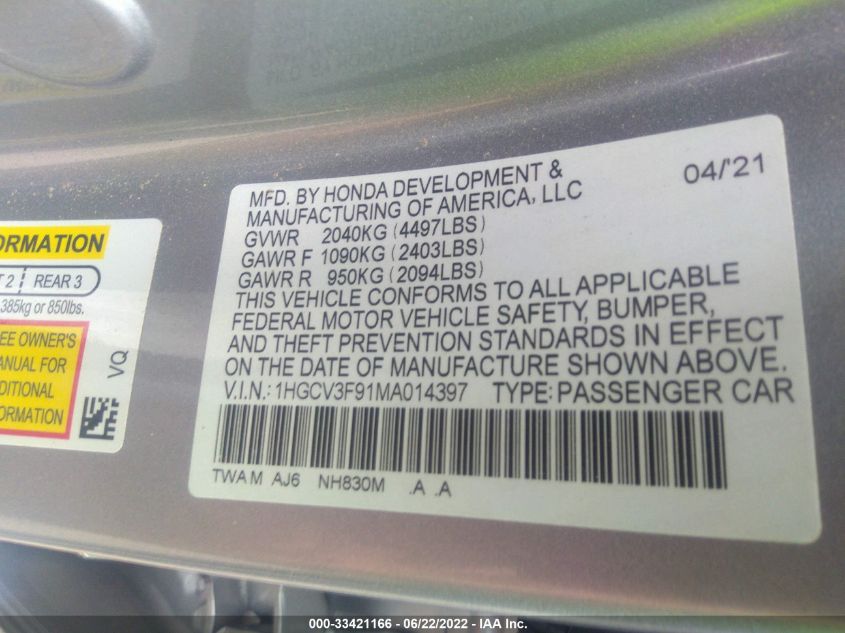 MFD. BY HONDA DEVELOPMENT & 04/'21
MANUFACTURING OF AMERICA, LLC
GVWR 2040KG (4497LBS)
GAWR F 1090KG (2403LBS)
GAWR R 950KG (2094LBS)
THIS VEHICLE CONFORMS TO ALL APPLICABLE
FEDERAL MOTOR VEHICLE SAFETY, BUMPER,
AND THEFT PREVENTION STANDARDS IN EFFECT
ON THE DATE OF MANUFACTURE SHOWN ABOVE.
V.I.N.: 1HGCV3F91MA014397 TYPE: PASSENGER CAR
TWA M AJ6 NH830M .A .A
ORMATION
T 2 REAR 3
385kg or 850lbs.
EE OWNER'S
ANUAL FOR
DDITIONAL
FORMATION
VQ
000-33421166 - 06/22/2022 - IAA Inc.